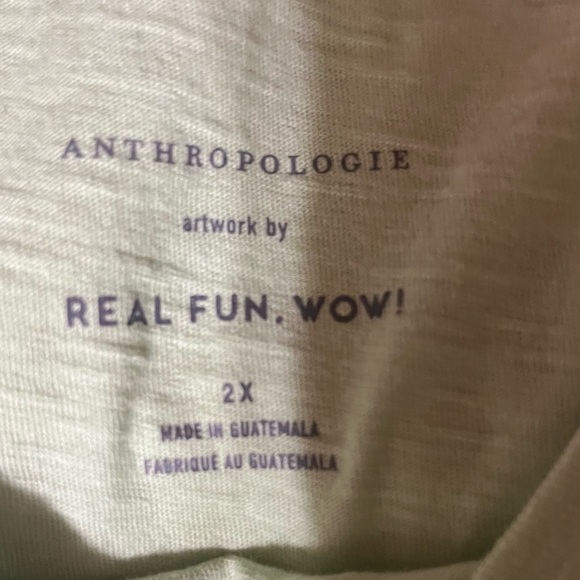 ANTHROPOLOGIE
artwork by
REAL FUN, WOW!
2X
MADE IN GUATEMALA
FABRIQUÉ AU GUATEMALA